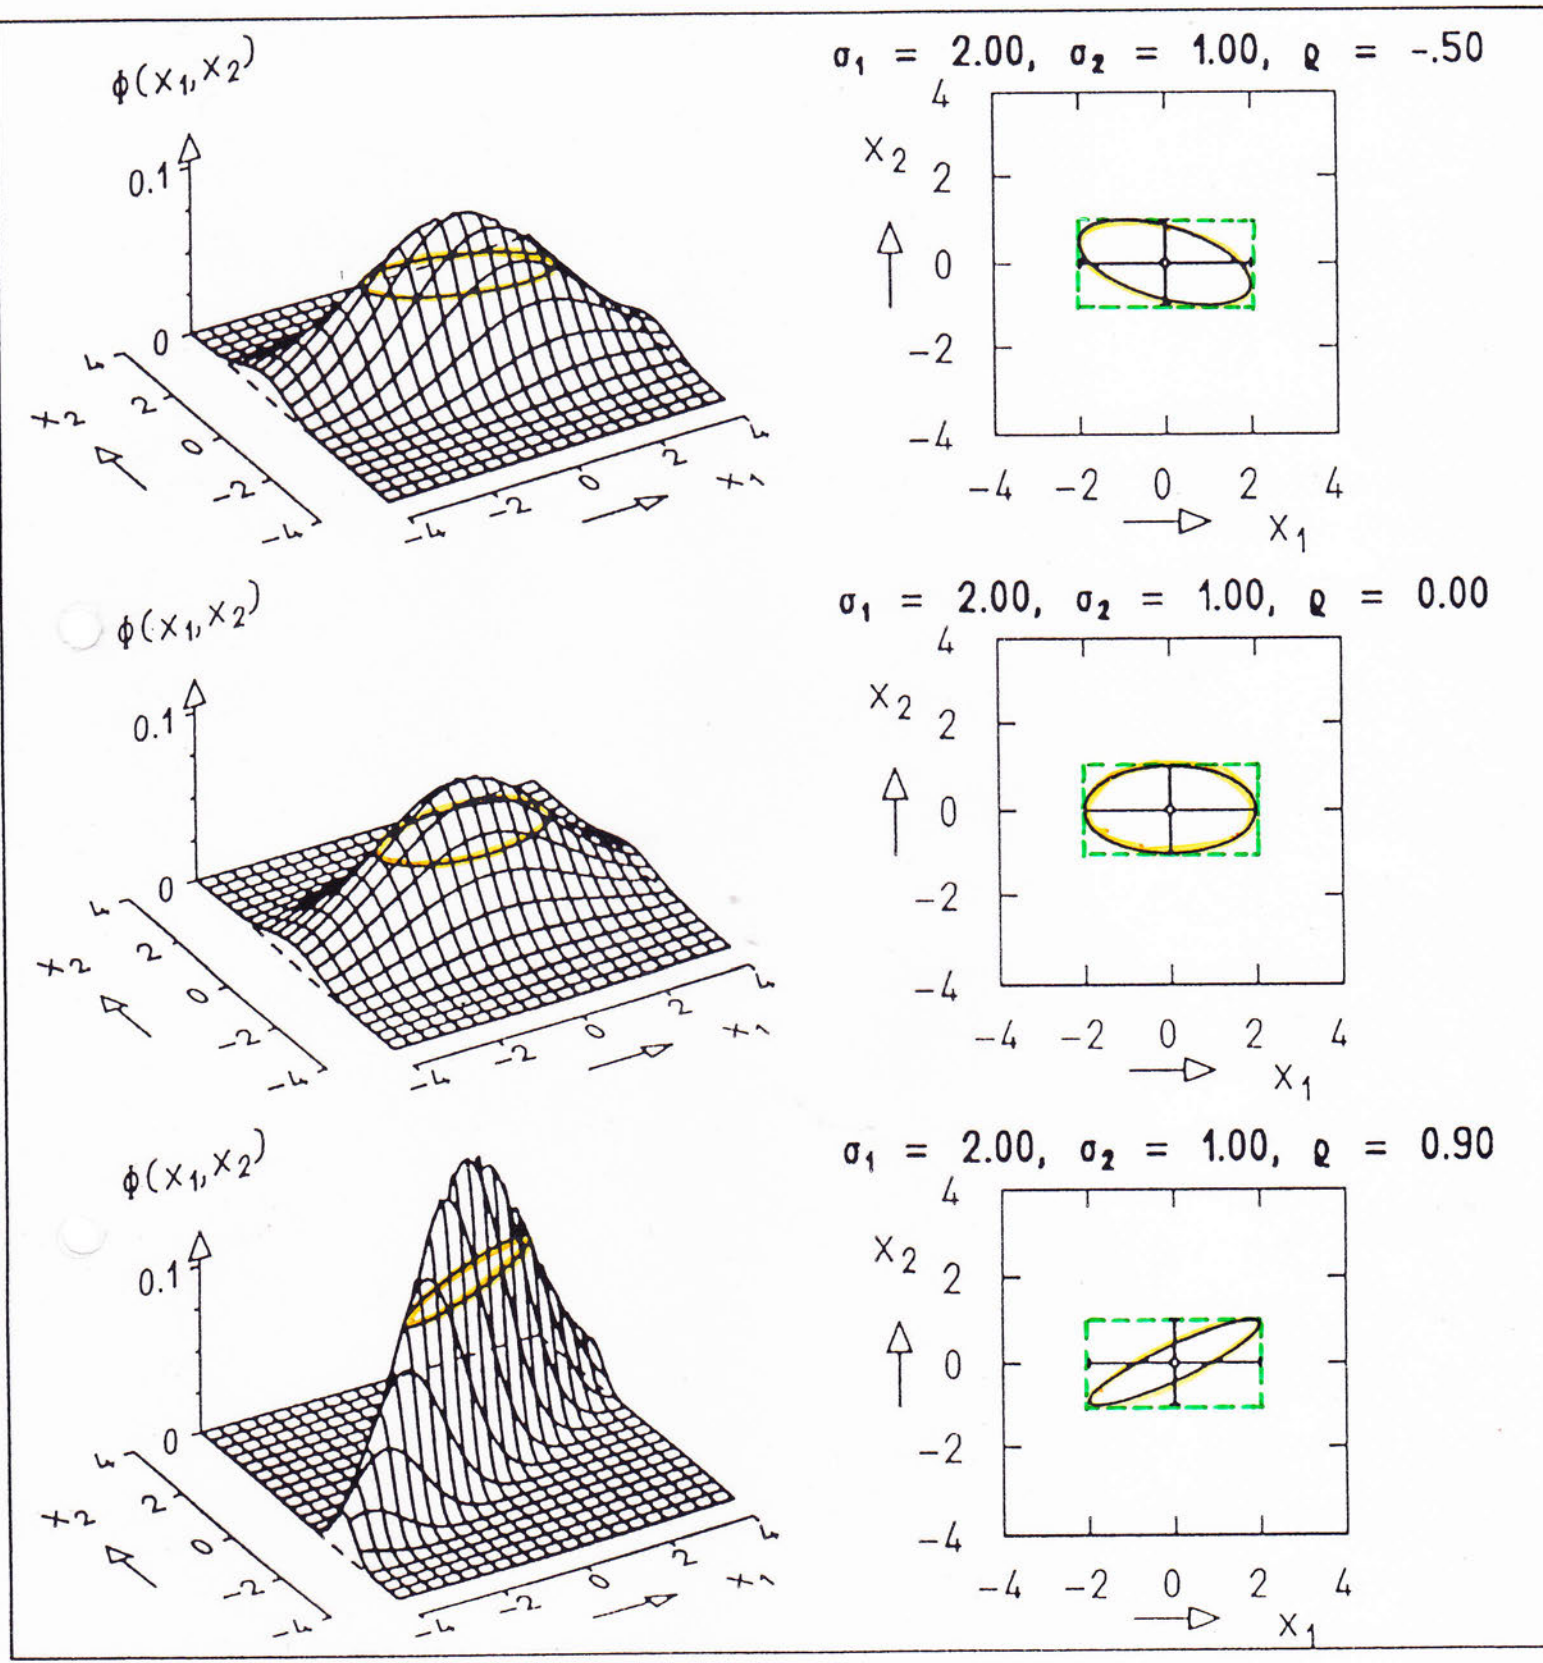 ϕ(x₁,x₂)
σ₁ = 2.00, σ₂ = 1.00, ϱ = -.50
0.1
0
4
2
0
-2
-4
x₂
-4
-2
0
2
4
x₁
4
x₂ 2
0
-2
-4
-4 -2 0 2 4
x₁
ϕ(x₁,x₂)
σ₁ = 2.00, σ₂ = 1.00, ϱ = 0.00
0.1
0
4
2
0
-2
-4
x₂
-4
-2
0
2
4
x₁
4
x₂ 2
0
-2
-4
-4 -2 0 2 4
x₁
ϕ(x₁,x₂)
σ₁ = 2.00, σ₂ = 1.00, ϱ = 0.90
0.1
0
4
2
0
-2
-4
x₂
-4
-2
0
2
4
x₁
4
x₂ 2
0
-2
-4
-4 -2 0 2 4
x₁